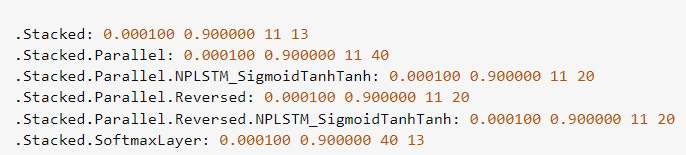 .Stacked: 0.000100 0.900000 11 13
.Stacked.Parallel: 0.000100 0.900000 11 40
.Stacked.Parallel.NPLSTM_SigmoidTanhTanh: 0.000100 0.900000 11 20
.Stacked.Parallel.Reversed: 0.000100 0.900000 11 20
.Stacked.Parallel.Reversed.NPLSTM_SigmoidTanhTanh: 0.000100 0.900000 11 20
.Stacked.SoftmaxLayer: 0.000100 0.900000 40 13